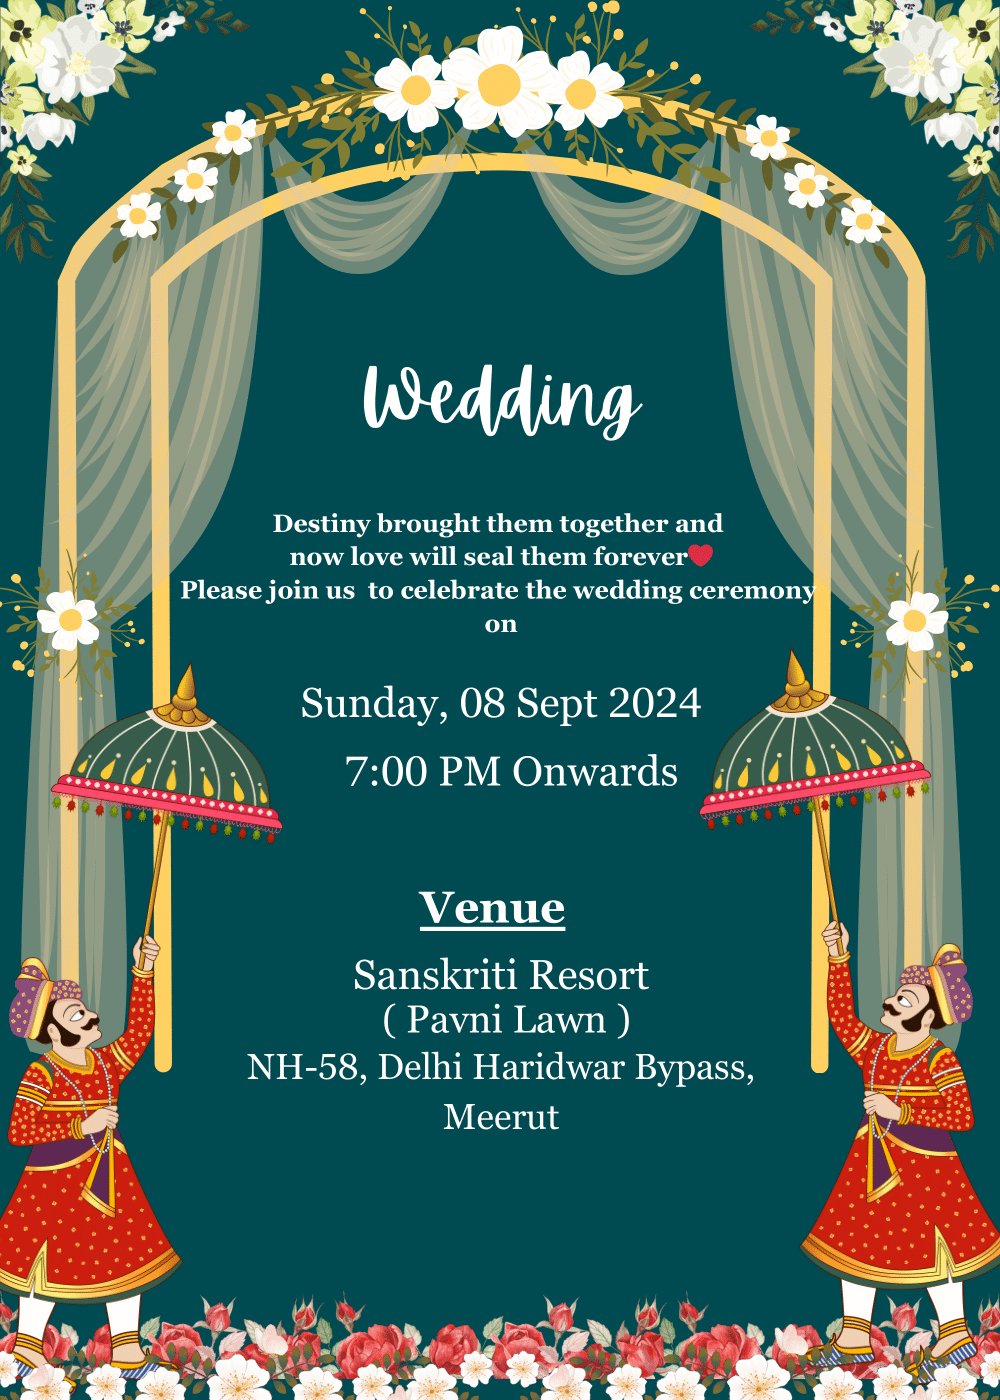 Wedding
Destiny brought them together and
now love will seal them forever❤️
Please join us  to celebrate the wedding ceremony
on
Sunday, 08 Sept 2024
7:00 PM Onwards
Venue
Sanskriti Resort
( Pavni Lawn )
NH-58, Delhi Haridwar Bypass,
Meerut